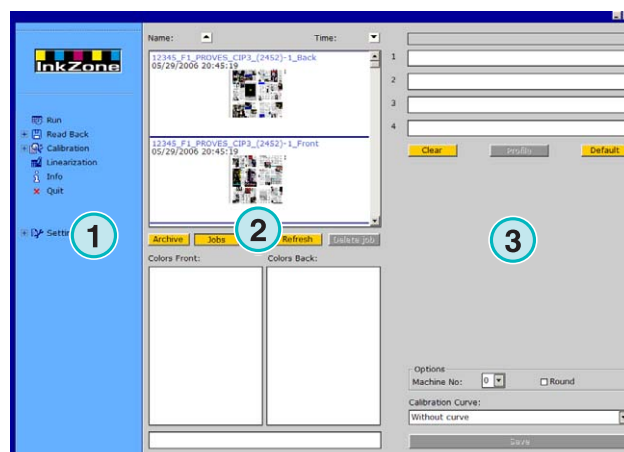 InkZone
Run
Read Back
Calibration
Linearization
Info
Quit
1
Name:
Time:
12345_F1_PROVES_CIP3_(2452)-1_Back
05/29/2006 20:45:19
12345_F1_PROVES_CIP3_(2452)-1_Front
05/29/2006 20:45:19
Archive
Jobs
2
Refresh
Delete job
Colors Front:
Colors Back:
1
2
3
4
Clear
Profile
Default
3
Options
Machine No:
0
Round
Calibration Curve:
Without curve
Save